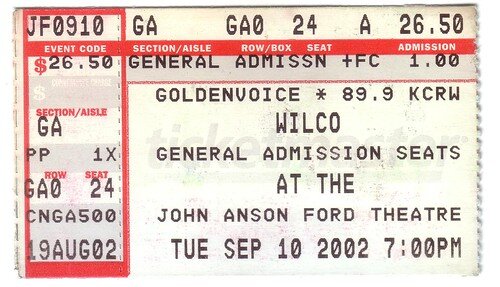 JF0910 GA GA0 24 A 26.50
EVENT CODE SECTION/AISLE ROW/BOX SEAT ADMISSION
$26.50 GENERAL ADMISSN +FC 1.00
GOLDENVOICE * 89.9 KCRW
SECTION/AISLE WILCO
GA
PP 1X GENERAL ADMISSION SEATS
ROW SEAT AT THE
GA0 24
CNGA500 JOHN ANSON FORD THEATRE
19AUG02 TUE SEP 10 2002 7:00PM